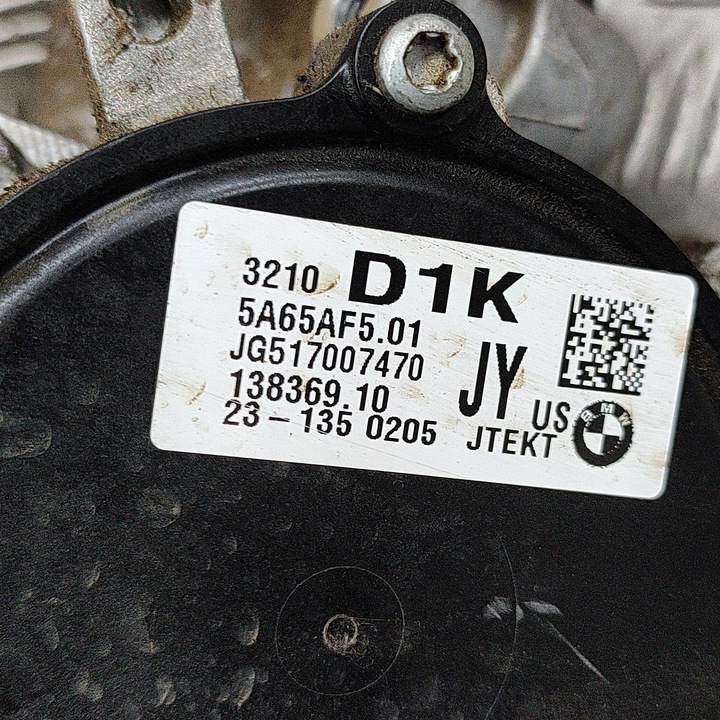 3210 D1K
5A65AF5.01
JG517007470
JY
138369.10
US
BMW
23-135 0205
JTEKT